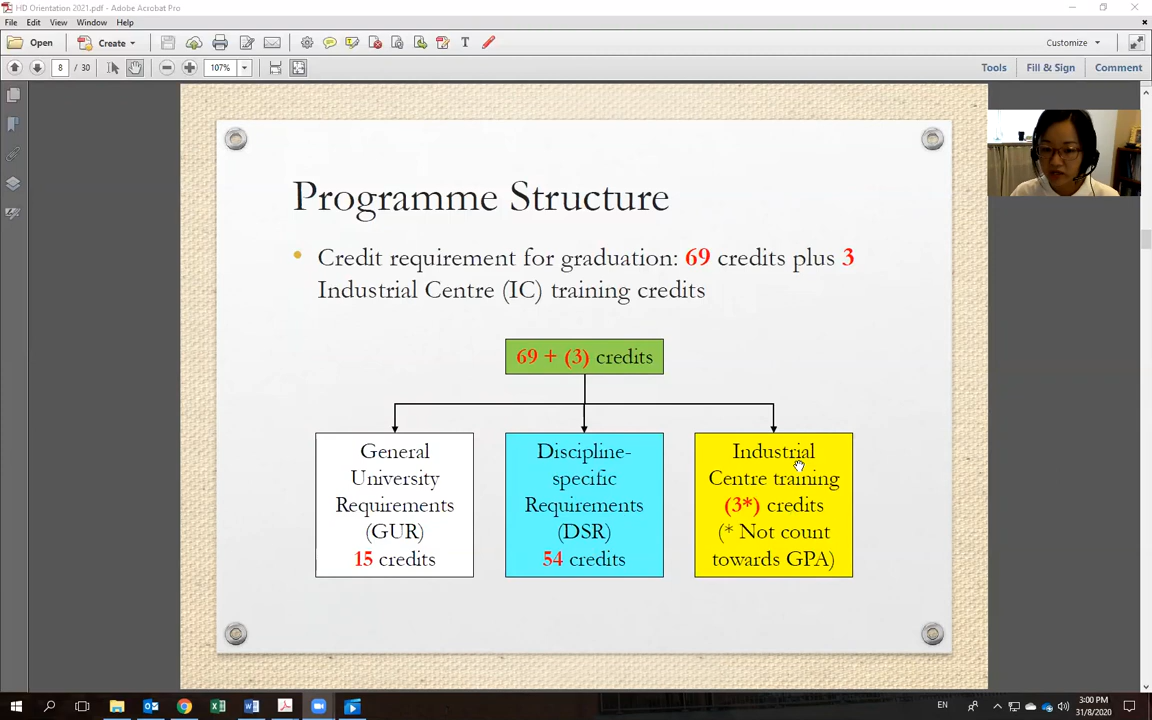 HD Orientation 2021.pdf - Adobe Acrobat Pro
File Edit View Window Help
Open Create Customize
8 / 30 107% Tools Fill & Sign Comment
Programme Structure
• Credit requirement for graduation: 69 credits plus 3
Industrial Centre (IC) training credits
69 + (3) credits
General
University
Requirements
(GUR)
15 credits
Discipline-
specific
Requirements
(DSR)
54 credits
Industrial
Centre training
(3*) credits
(* Not count
towards GPA)
EN
3:00 PM
31/8/2020